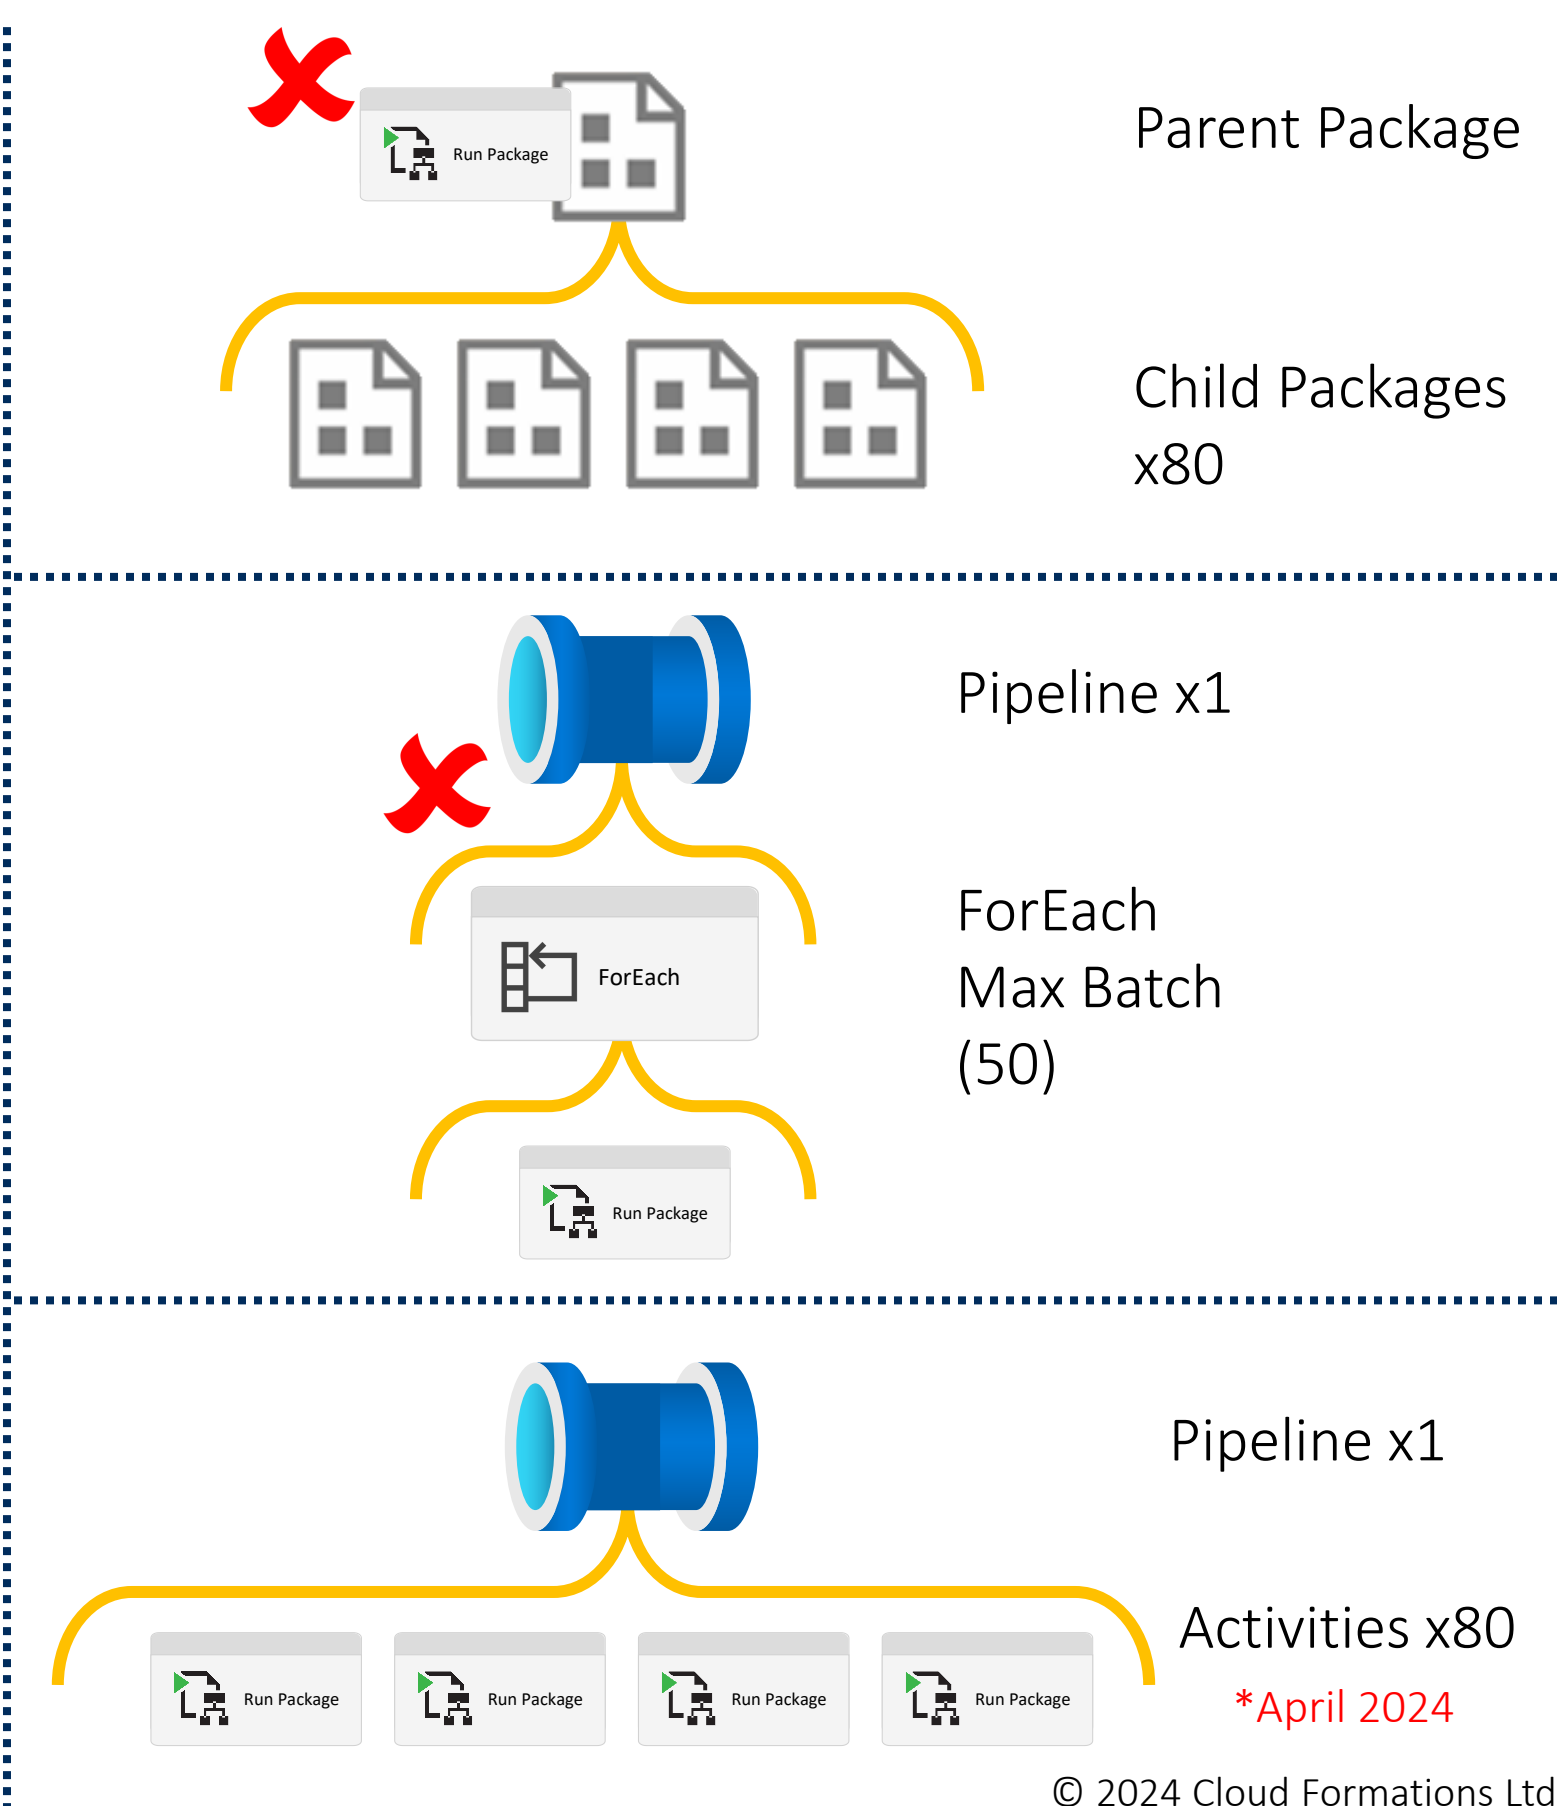 Run Package
Parent Package
Child Packages
x80
Pipeline x1
ForEach
Max Batch
(50)
ForEach
Run Package
Pipeline x1
Activities x80
*April 2024
Run Package
Run Package
Run Package
Run Package
© 2024 Cloud Formations Ltd